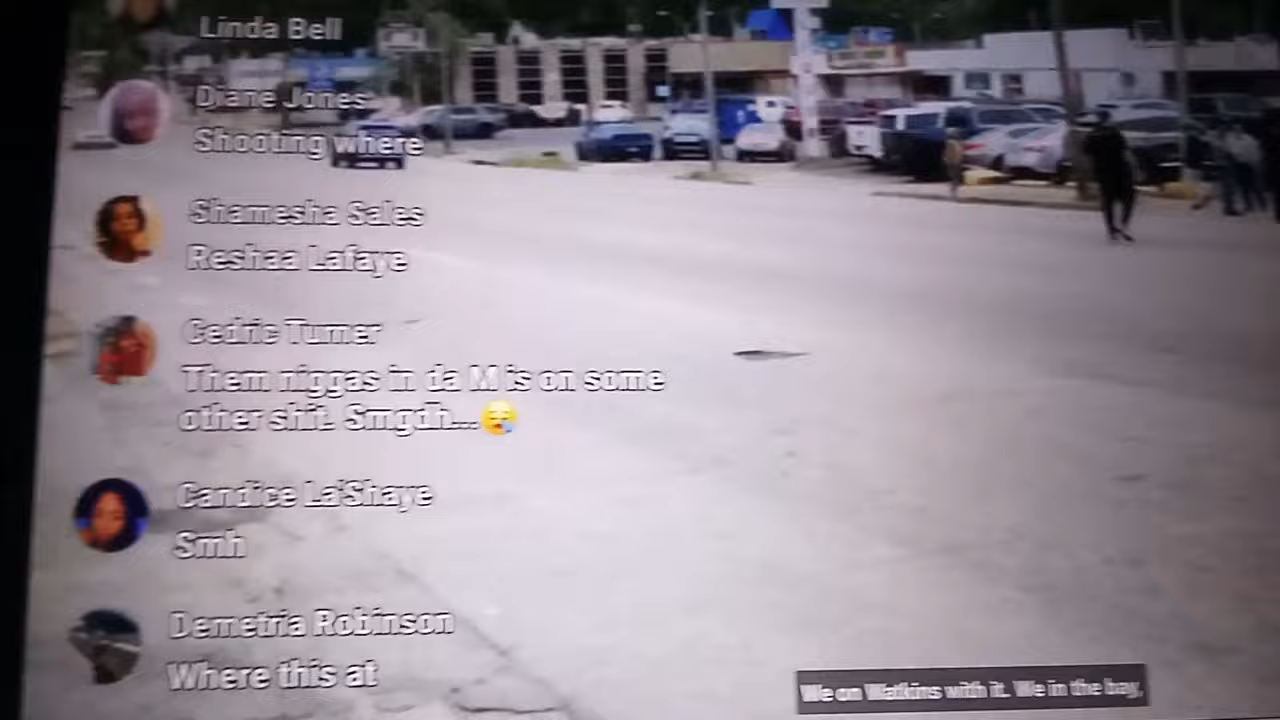 Linda Bell
Diane Jones
Shooting where
Shamesha Sales
Reshaa Lafaye
Cedric Turner
Them niggas in da M is on some
other shit. Smgdh...😪
Candice La'Shaye
Smh
Demetria Robinson
Where this at
We on Watkins with it. We in the bay,